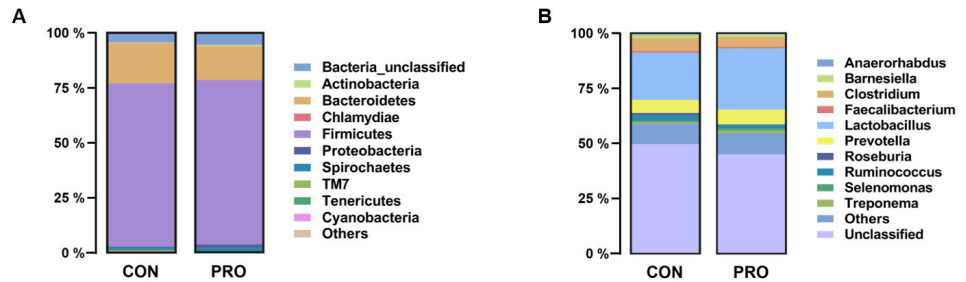 A
100 %
75 %
50 %
25 %
0 %
CON
PRO
Bacteria_unclassified
Actinobacteria
Bacteroidetes
Chlamydiae
Firmicutes
Proteobacteria
Spirochaetes
TM7
Tenericutes
Cyanobacteria
Others
B
100 %
75 %
50 %
25 %
0 %
CON
PRO
Anaerorhabdus
Barnesiella
Clostridium
Faecalibacterium
Lactobacillus
Prevotella
Roseburia
Ruminococcus
Selenomonas
Treponema
Others
Unclassified